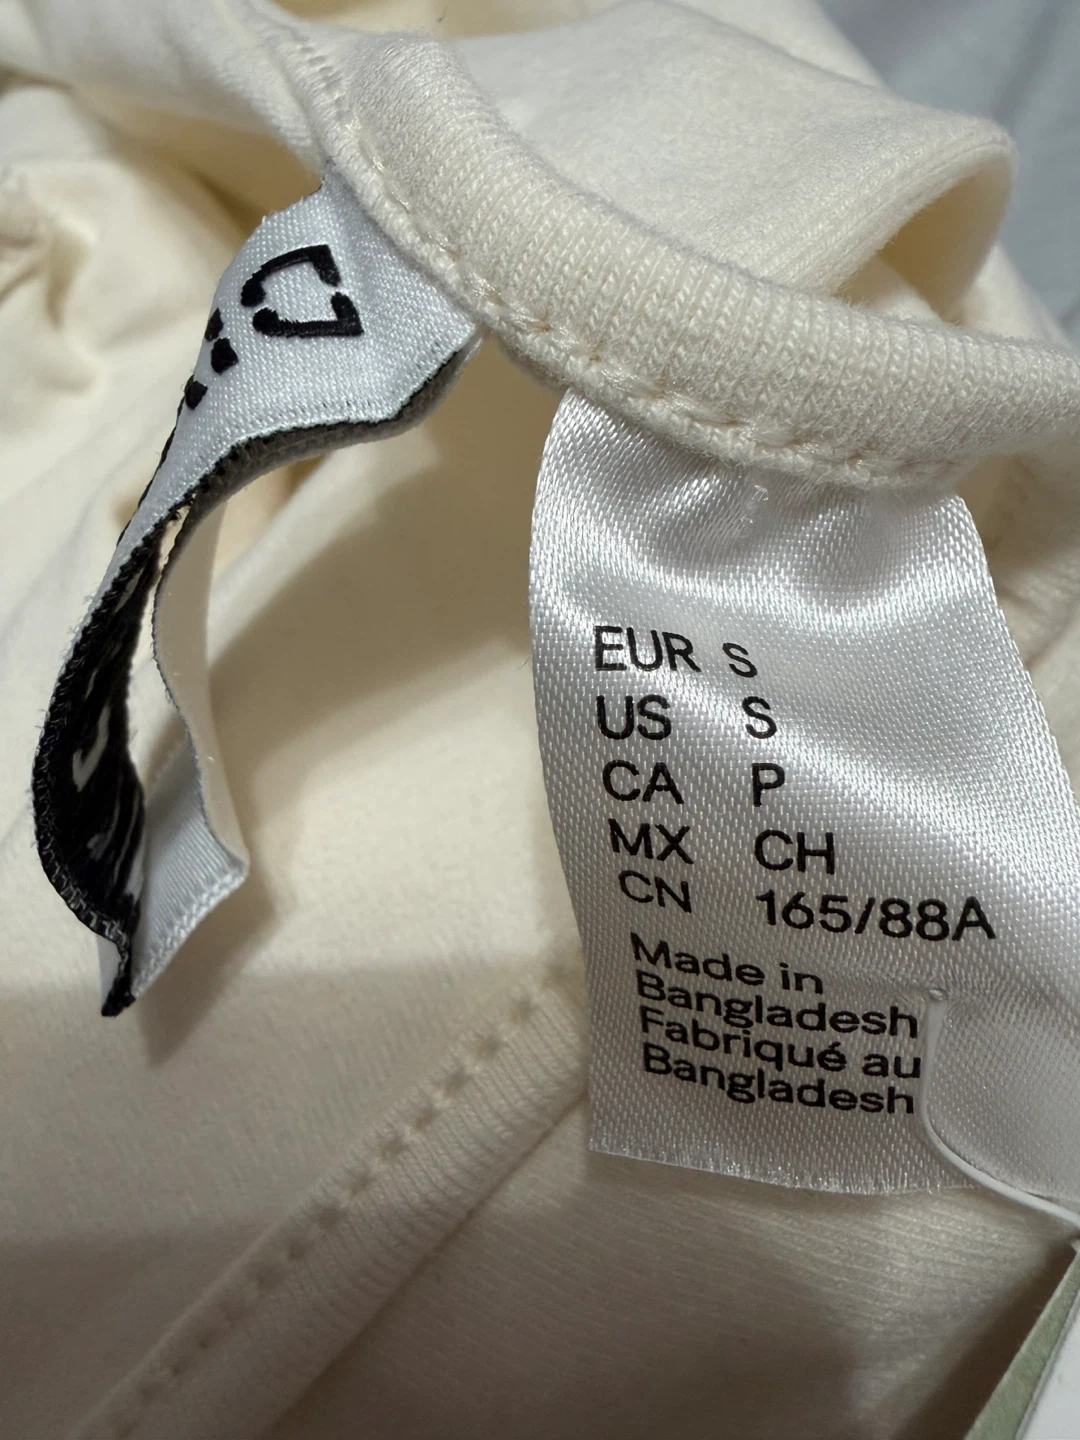 EUR S
US S
CA P
MX CH
CN 165/88A
Made in
Bangladesh
Fabriqué au
Bangladesh